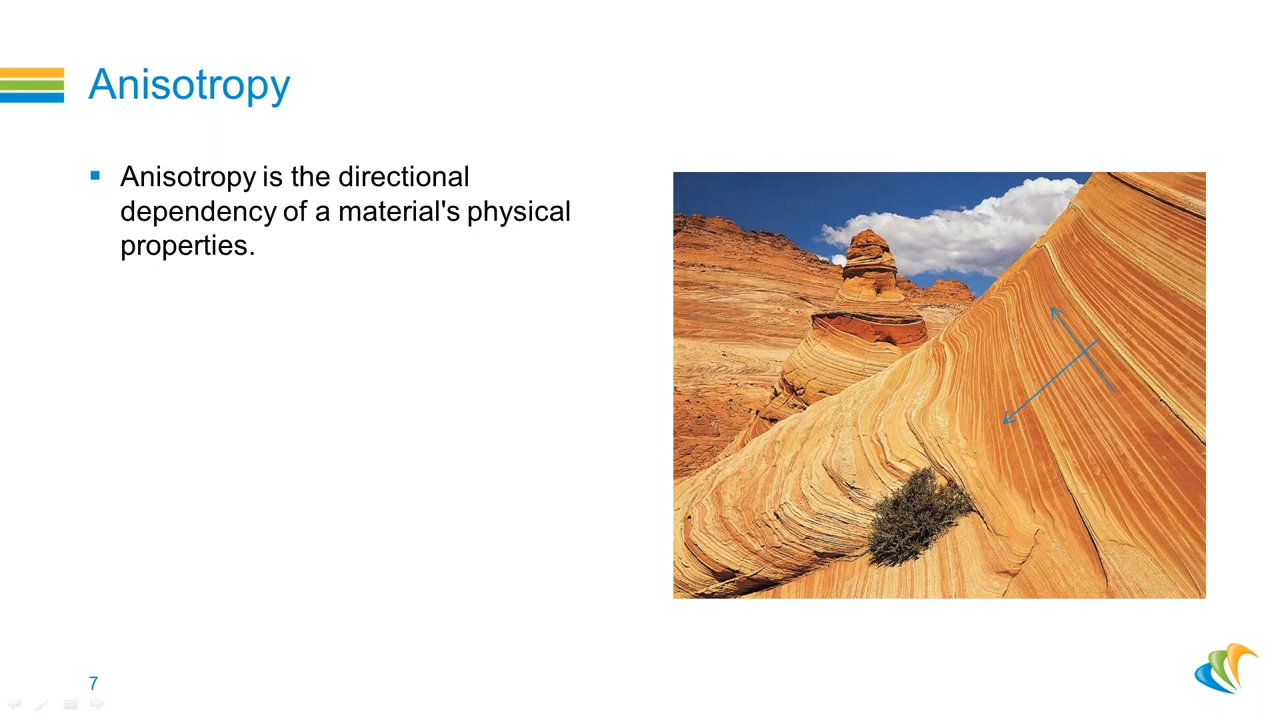 Anisotropy
Anisotropy is the directional
dependency of a material's physical
properties.
7